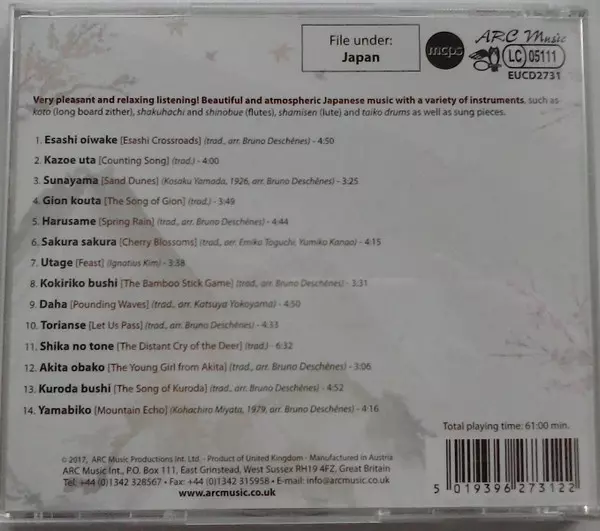 File under:
Japan
mcps
ARC Music
LC 05111
EUCD2731
Very pleasant and relaxing listening! Beautiful and atmospheric Japanese music with a variety of instruments, such as
koto (long board zither), shakuhachi and shinobue (flutes), shamisen (lute) and taiko drums as well as sung pieces.
1. Esashi oiwake [Esashi Crossroads] (trad., arr. Bruno Deschênes) - 4:50
2. Kazoe uta [Counting Song] (trad.) - 4:00
3. Sunayama [Sand Dunes] (Kosaku Yamada, 1926, arr. Bruno Deschênes) - 3:25
4. Gion kouta [The Song of Gion] (trad.) - 3:49
5. Harusame [Spring Rain] (trad., arr. Bruno Deschênes) - 4:44
6. Sakura sakura [Cherry Blossoms] (trad., arr. Emiko Toguchi, Yumiko Kanao) - 4:15
7. Utage [Feast] (Ignatius Kim) - 3:38
8. Kokiriko bushi [The Bamboo Stick Game] (trad., arr. Bruno Deschênes) - 3:31
9. Daha [Pounding Waves] (trad., arr. Katsuya Yokoyama) - 4:50
10. Torianse [Let Us Pass] (trad., arr. Bruno Deschênes) - 4:33
11. Shika no tone [The Distant Cry of the Deer] (trad.) - 6:32
12. Akita obako [The Young Girl from Akita] (trad., arr. Bruno Deschênes) - 3:06
13. Kuroda bushi [The Song of Kuroda] (trad., arr. Bruno Deschênes) - 4:52
14. Yamabiko [Mountain Echo] (Kohachiro Miyata, 1979, arr. Bruno Deschênes) - 4:16
Total playing time: 61:00 min.
© 2017, ARC Music Productions Int. Ltd. - Product of United Kingdom - Manufactured in Austria
ARC Music Int., P.O. Box 111, East Grinstead, West Sussex RH19 4FZ, Great Britain
Tel: +44 (0)1342 328567 • Fax: +44 (0)1342 315958 • E-mail: info@arcmusic.co.uk
www.arcmusic.co.uk
5 019396 273122